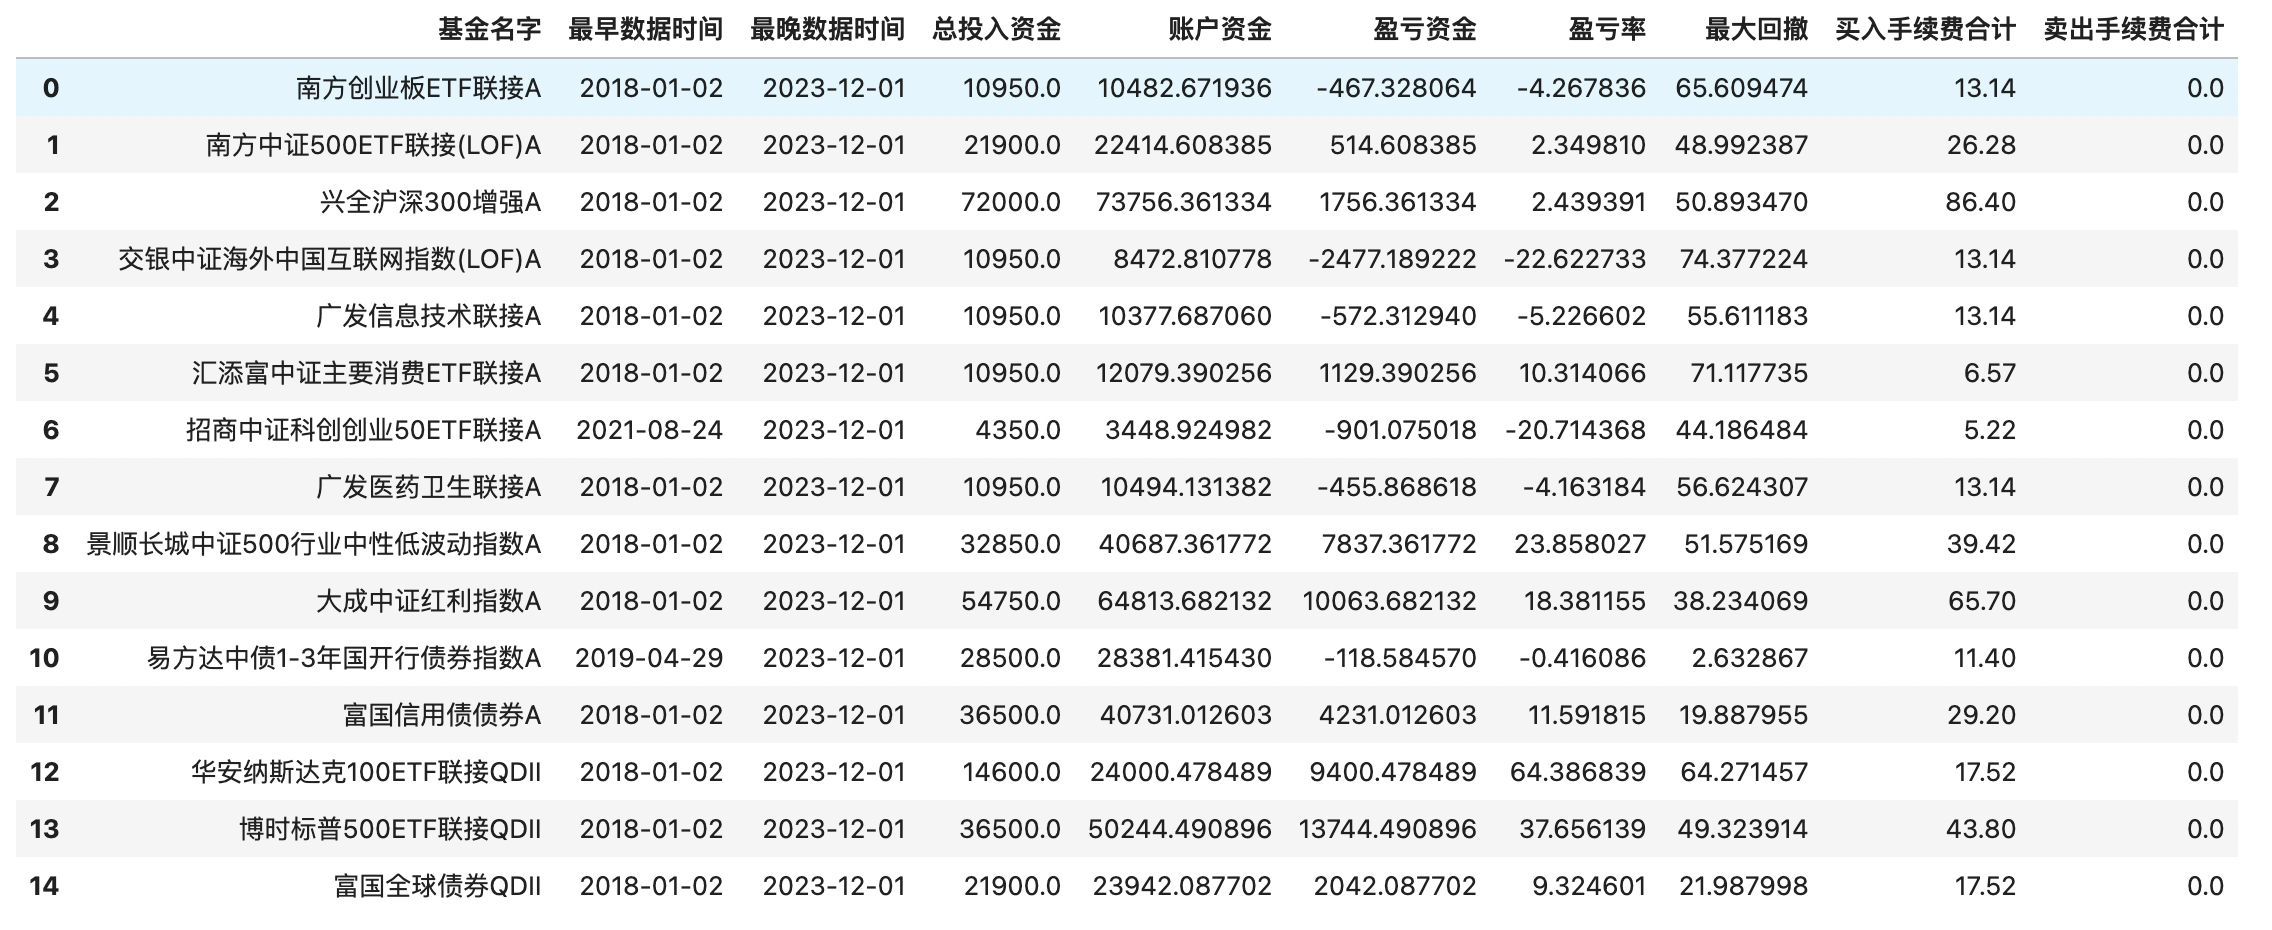 基金名字 最早数据时间 最晚数据时间 总投入资金 账户资金 盈亏资金 盈亏率 最大回撤 买入手续费合计 卖出手续费合计
0 南方创业板ETF联接A 2018-01-02 2023-12-01 10950.0 10482.671936 -467.328064 -4.267836 65.609474 13.14 0.0
1 南方中证500ETF联接(LOF)A 2018-01-02 2023-12-01 21900.0 22414.608385 514.608385 2.349810 48.992387 26.28 0.0
2 兴全沪深300增强A 2018-01-02 2023-12-01 72000.0 73756.361334 1756.361334 2.439391 50.893470 86.40 0.0
3 交银中证海外中国互联网指数(LOF)A 2018-01-02 2023-12-01 10950.0 8472.810778 -2477.189222 -22.622733 74.377224 13.14 0.0
4 广发信息技术联接A 2018-01-02 2023-12-01 10950.0 10377.687060 -572.312940 -5.226602 55.611183 13.14 0.0
5 汇添富中证主要消费ETF联接A 2018-01-02 2023-12-01 10950.0 12079.390256 1129.390256 10.314066 71.117735 6.57 0.0
6 招商中证科创创业50ETF联接A 2021-08-24 2023-12-01 4350.0 3448.924982 -901.075018 -20.714368 44.186484 5.22 0.0
7 广发医药卫生联接A 2018-01-02 2023-12-01 10950.0 10494.131382 -455.868618 -4.163184 56.624307 13.14 0.0
8 景顺长城中证500行业中性低波动指数A 2018-01-02 2023-12-01 32850.0 40687.361772 7837.361772 23.858027 51.575169 39.42 0.0
9 大成中证红利指数A 2018-01-02 2023-12-01 54750.0 64813.682132 10063.682132 18.381155 38.234069 65.70 0.0
10 易方达中债1-3年国开行债券指数A 2019-04-29 2023-12-01 28500.0 28381.415430 -118.584570 -0.416086 2.632867 11.40 0.0
11 富国信用债债券A 2018-01-02 2023-12-01 36500.0 40731.012603 4231.012603 11.591815 19.887955 29.20 0.0
12 华安纳斯达克100ETF联接QDII 2018-01-02 2023-12-01 14600.0 24000.478489 9400.478489 64.386839 64.271457 17.52 0.0
13 博时标普500ETF联接QDII 2018-01-02 2023-12-01 36500.0 50244.490896 13744.490896 37.656139 49.323914 43.80 0.0
14 富国全球债券QDII 2018-01-02 2023-12-01 21900.0 23942.087702 2042.087702 9.324601 21.987998 17.52 0.0